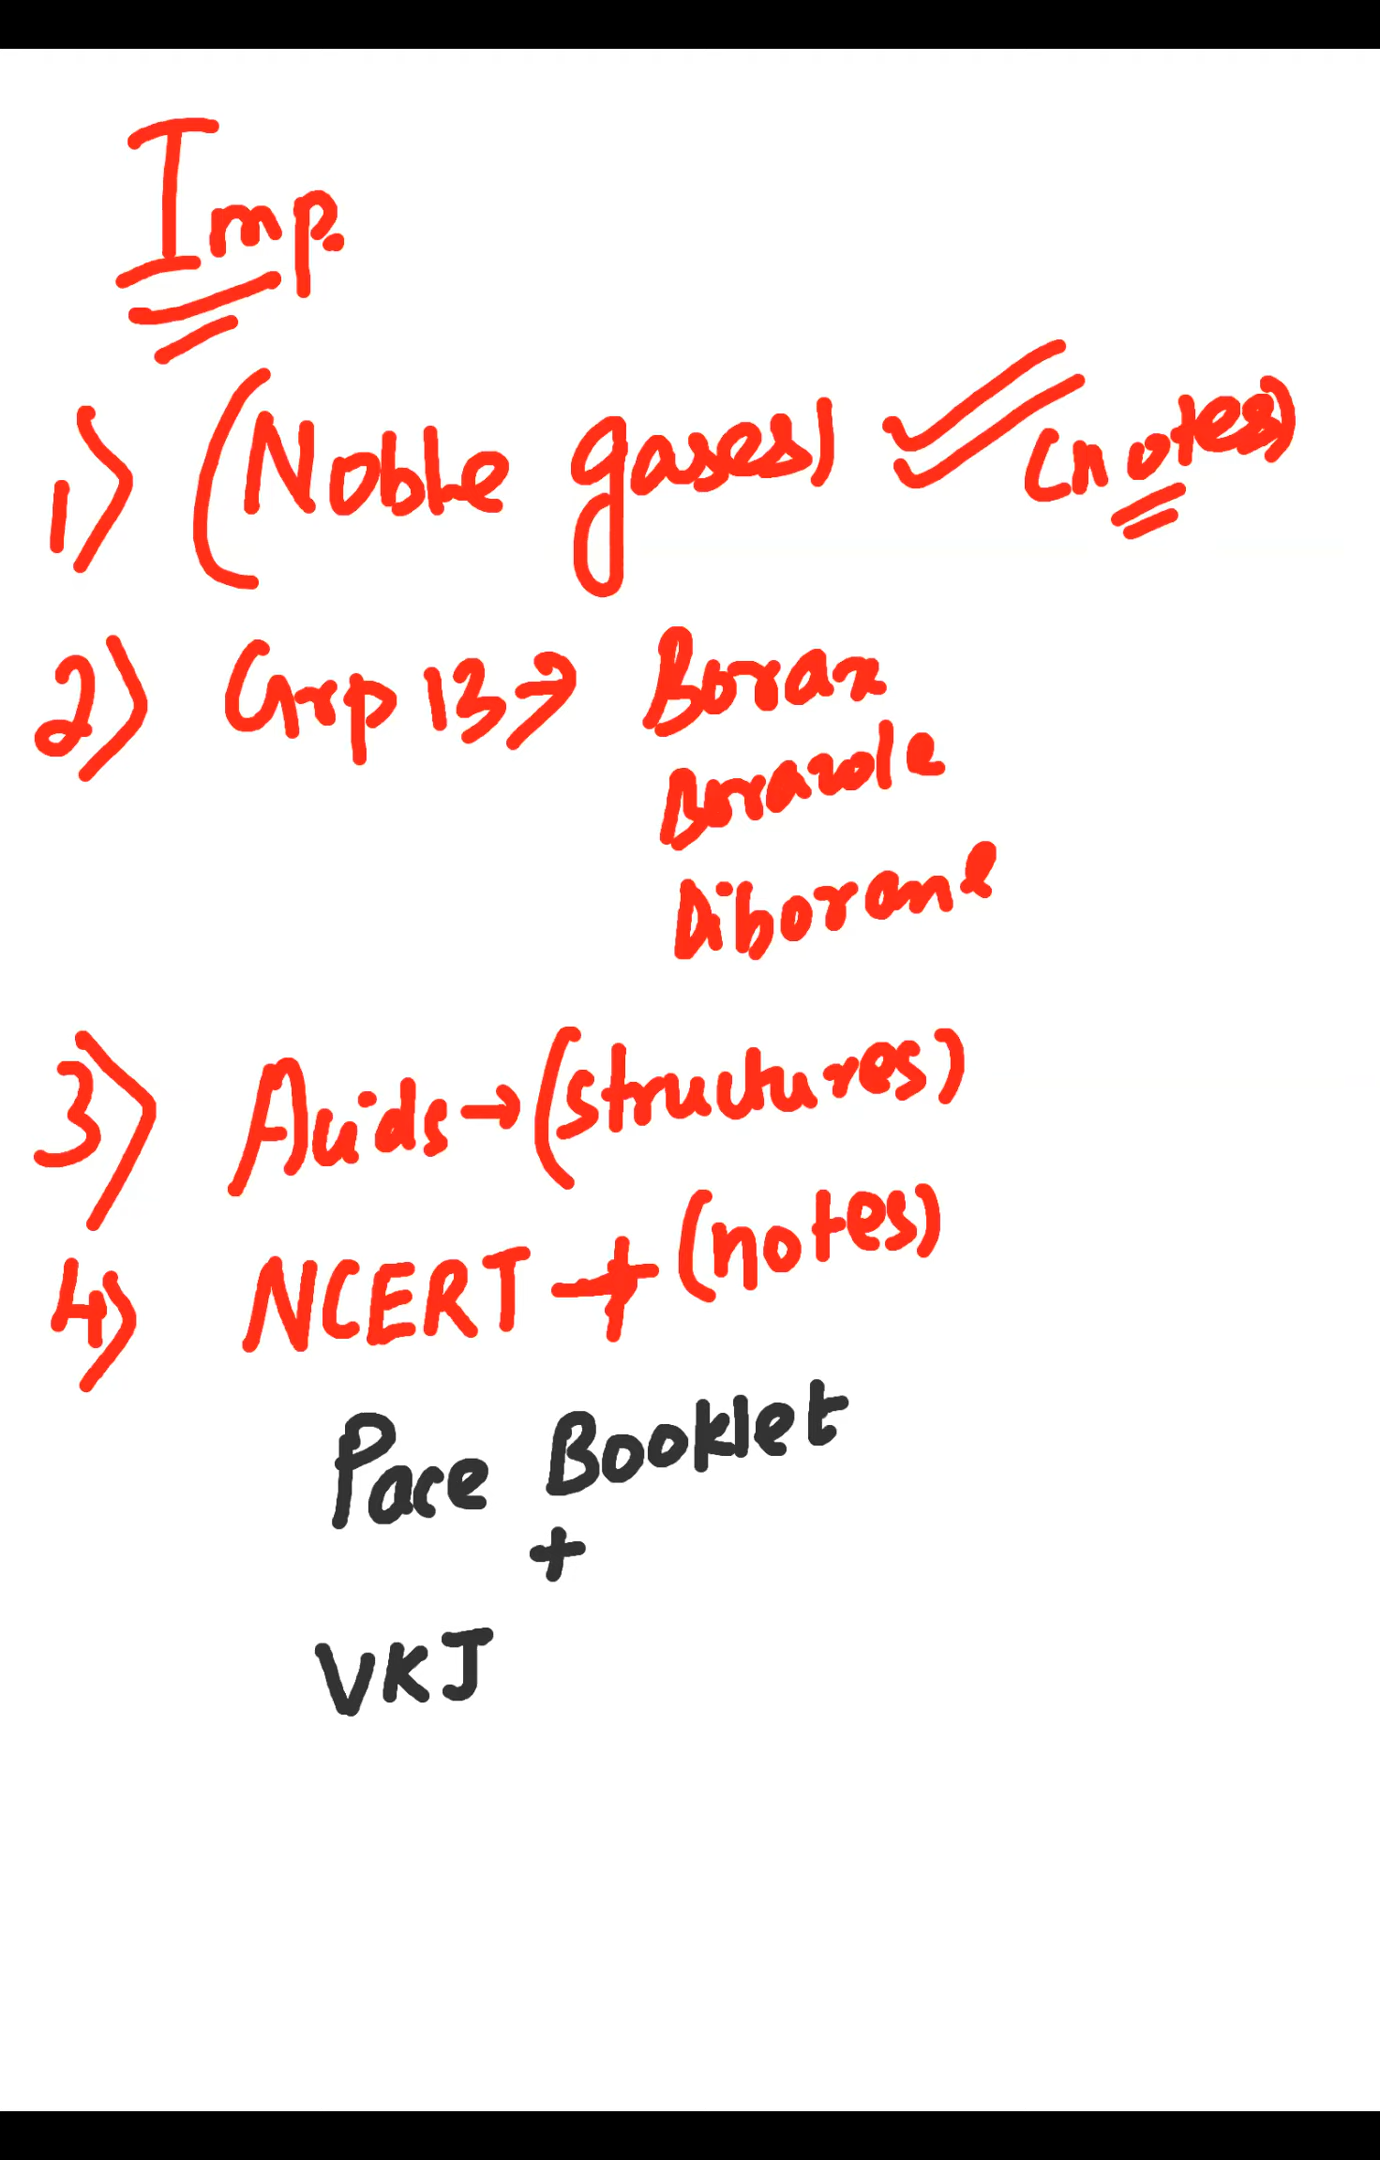 Imp.
1) (Noble gases) (notes)
2) Grp 13 → Borax
Borazole
Diborane
3) Acids → (structures)
4) NCERT + (notes)
Pace Booklet
+
VKJ